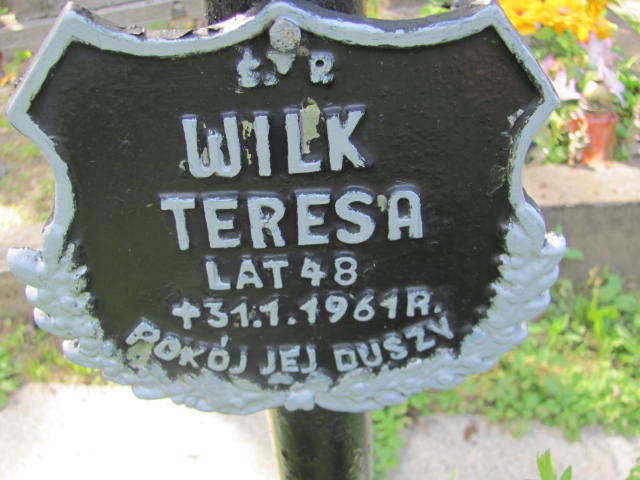 Ś. P.
WILK
TERESA
LAT 48
+31.1.1961R.
POKÓJ JEJ DUSZY